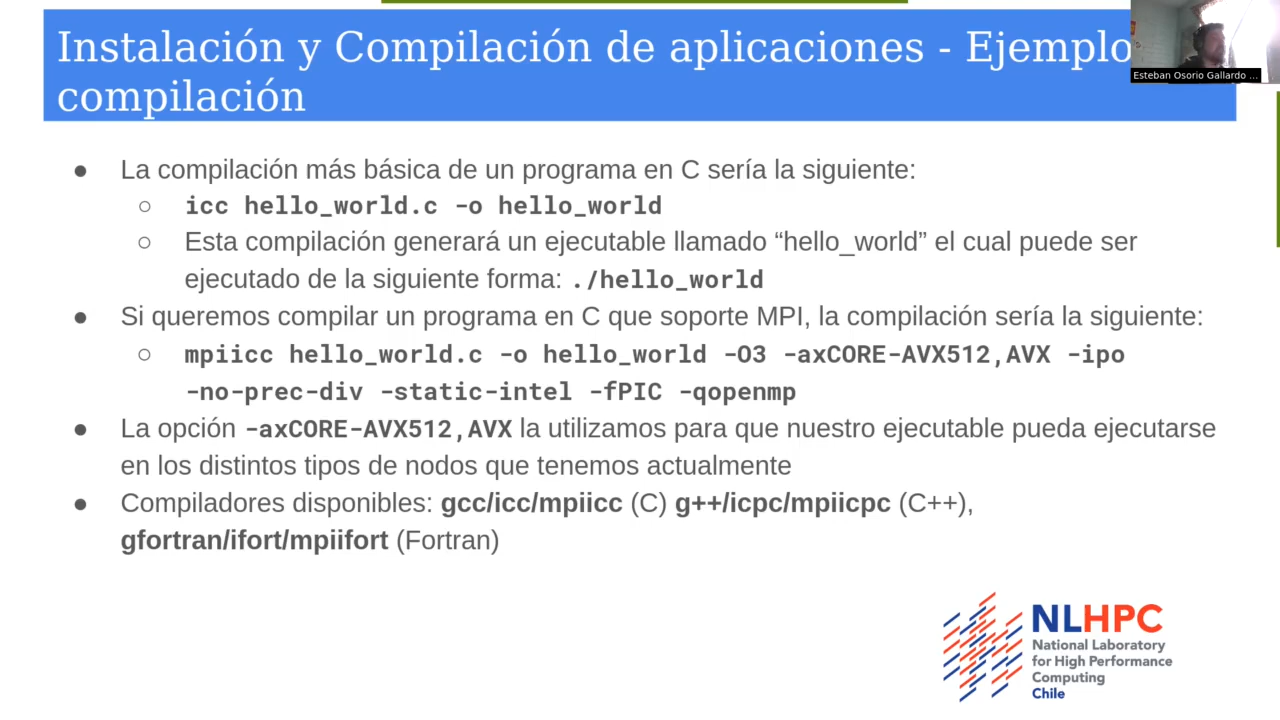 Instalación y Compilación de aplicaciones - Ejemplo
compilación
Esteban Osorio Gallardo ...
● La compilación más básica de un programa en C sería la siguiente:
○ icc hello_world.c -o hello_world
○ Esta compilación generará un ejecutable llamado “hello_world” el cual puede ser
ejecutado de la siguiente forma: ./hello_world
● Si queremos compilar un programa en C que soporte MPI, la compilación sería la siguiente:
○ mpiicc hello_world.c -o hello_world -O3 -axCORE-AVX512,AVX -ipo
-no-prec-div -static-intel -fPIC -qopenmp
● La opción -axCORE-AVX512,AVX la utilizamos para que nuestro ejecutable pueda ejecutarse
en los distintos tipos de nodos que tenemos actualmente
● Compiladores disponibles: gcc/icc/mpiicc (C) g++/icpc/mpiicpc (C++),
gfortran/ifort/mpiifort (Fortran)
NLHPC
National Laboratory
for High Performance
Computing
Chile